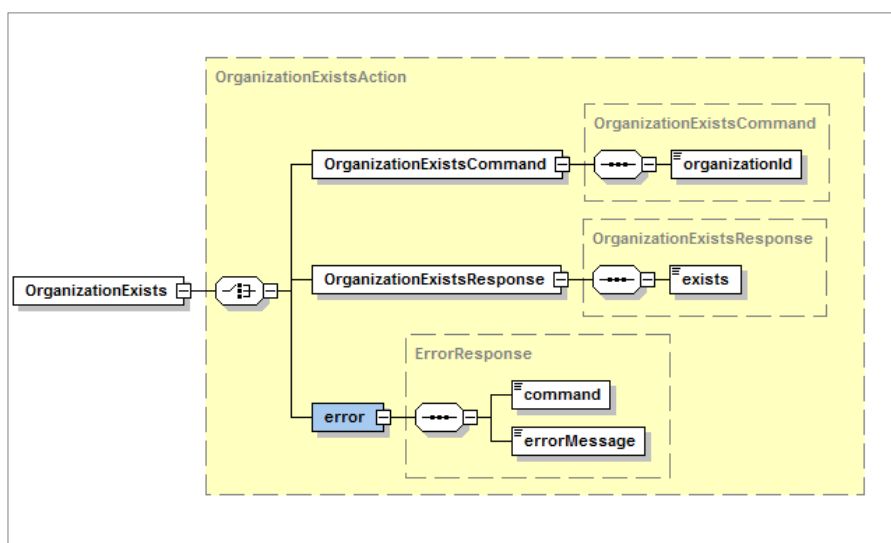 OrganizationExistsAction
OrganizationExistsCommand
OrganizationExistsCommand
organizationId
OrganizationExistsResponse
OrganizationExistsResponse
exists
OrganizationExists
ErrorResponse
command
error
errorMessage